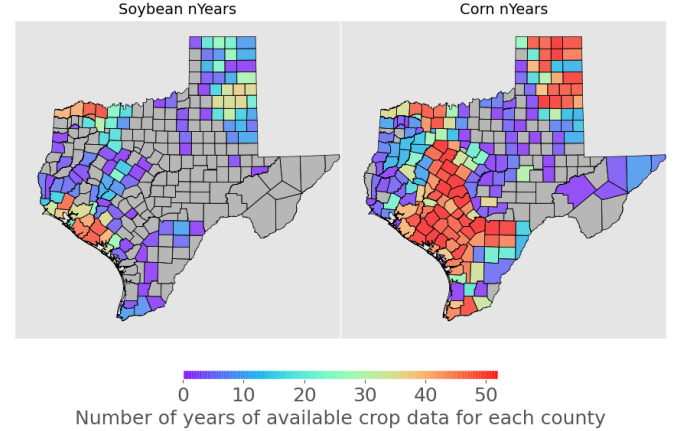 Soybean nYears
Corn nYears
0 10 20 30 40 50
Number of years of available crop data for each county